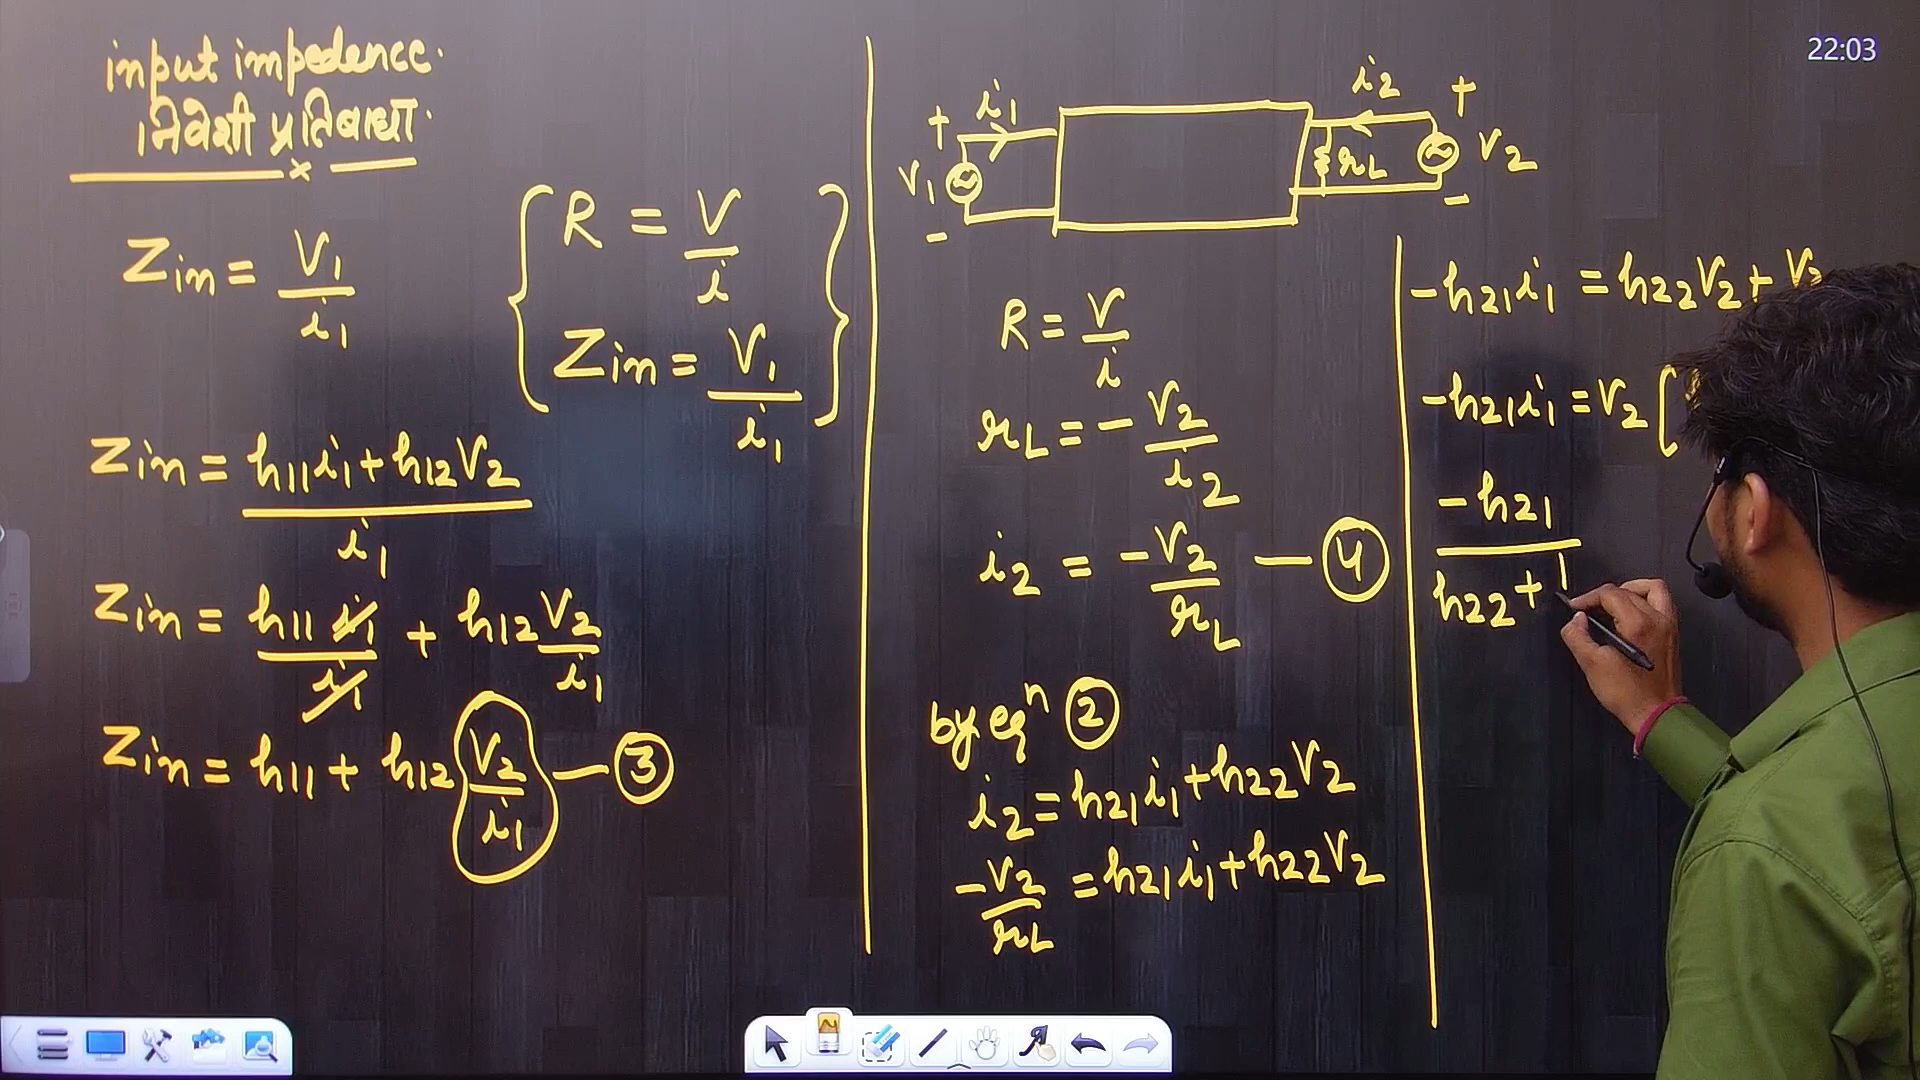 input impedence.
निवेशी प्रतिबाधा.
Zin = V1/i1
R = V/i
Zin = V1/i1
Zin = h11i1+h12V2/i1
Zin = h11 i1/i1 + h12 V2/i1
Zin = h11 + h12 V2/i1 — 3
22:03
+ i1 i2 +
V1 rL V2
- -
R = V/i
rL = - V2/i2
i2 = -V2/rL — 4
by eqn 2
i2 = h21i1+h22V2
-V2/rL = h21i1+h22V2
-h21i1 = h22V2+
-h21i1 = V2 [
-h21/h22+1